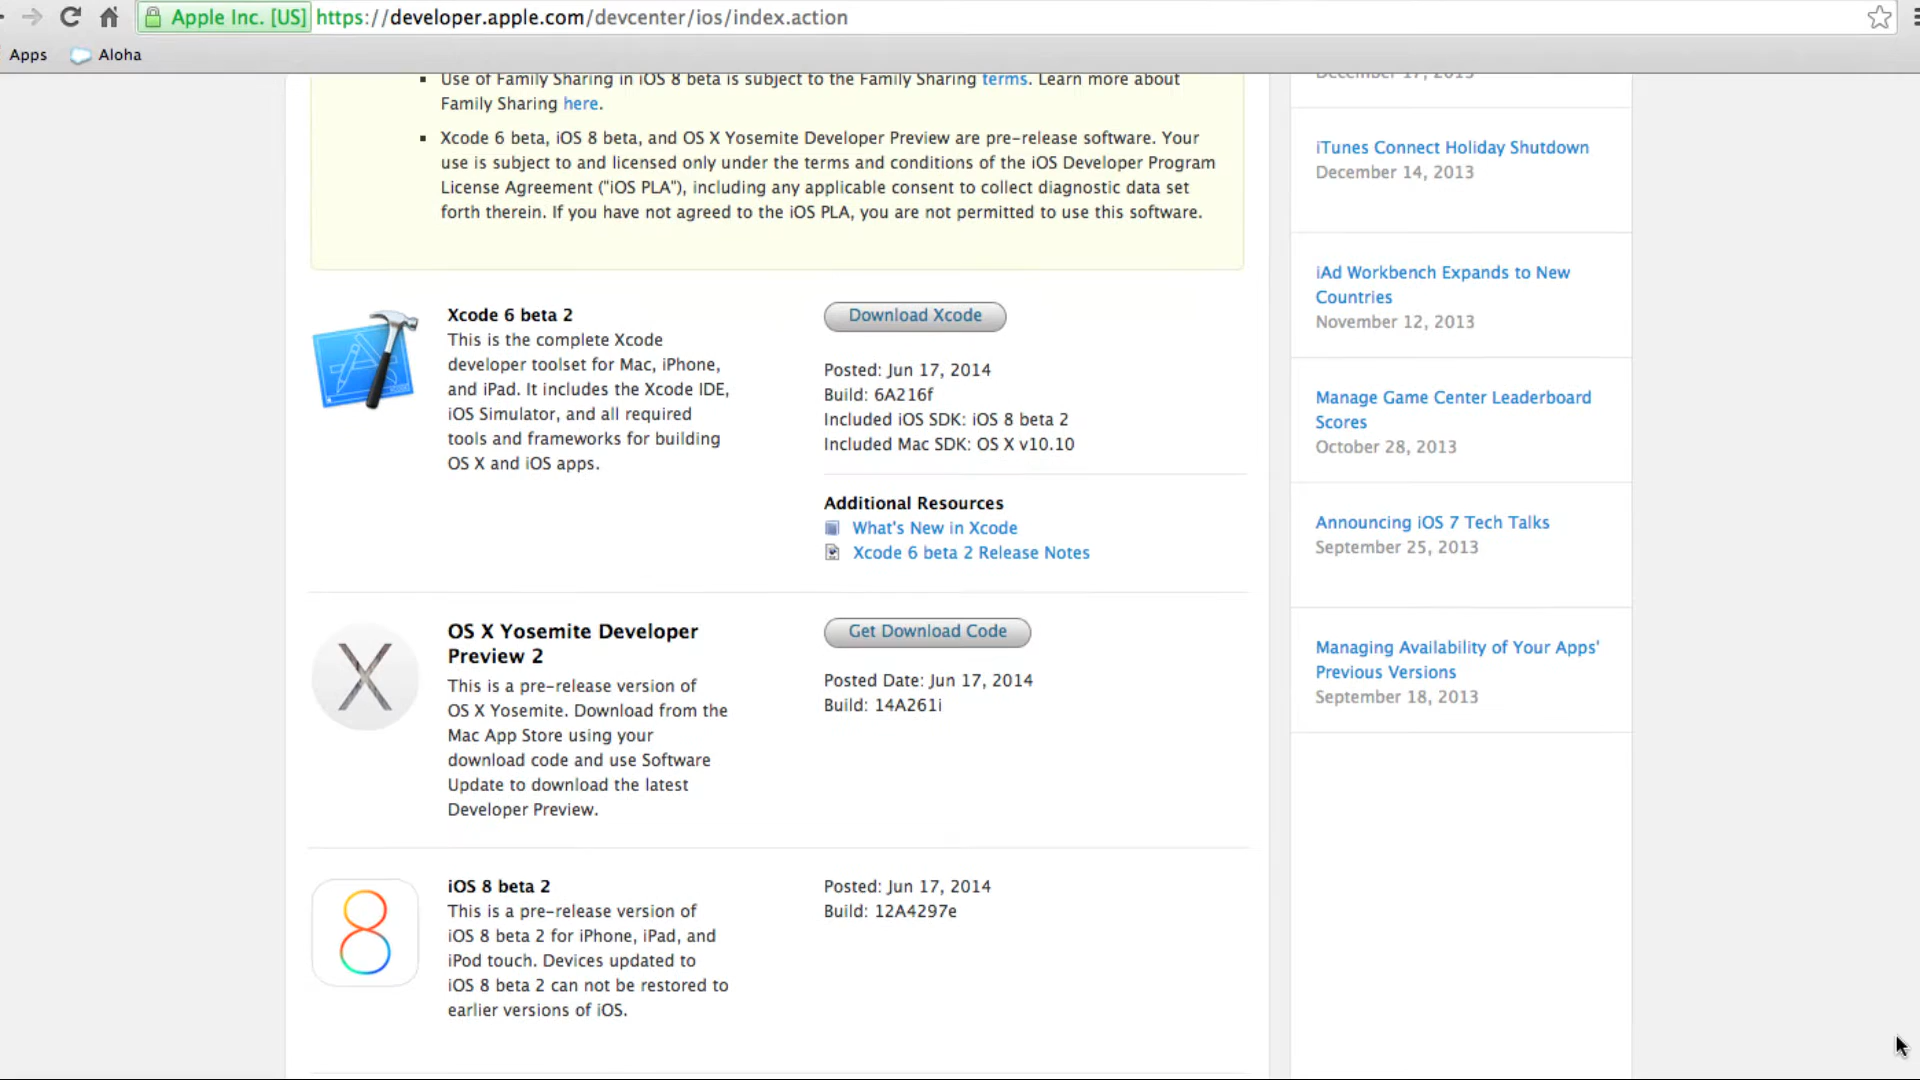 Apple Inc. [US] https://developer.apple.com/devcenter/ios/index.action
Apps Aloha
Use of Family Sharing in iOS 8 beta is subject to the Family Sharing terms. Learn more about
Family Sharing here.
Xcode 6 beta, iOS 8 beta, and OS X Yosemite Developer Preview are pre-release software. Your
use is subject to and licensed only under the terms and conditions of the iOS Developer Program
License Agreement ("iOS PLA"), including any applicable consent to collect diagnostic data set
forth therein. If you have not agreed to the iOS PLA, you are not permitted to use this software.
Xcode 6 beta 2
This is the complete Xcode
developer toolset for Mac, iPhone,
and iPad. It includes the Xcode IDE,
iOS Simulator, and all required
tools and frameworks for building
OS X and iOS apps.
Download Xcode
Posted: Jun 17, 2014
Build: 6A216f
Included iOS SDK: iOS 8 beta 2
Included Mac SDK: OS X v10.10
Additional Resources
What's New in Xcode
Xcode 6 beta 2 Release Notes
OS X Yosemite Developer
Preview 2
This is a pre-release version of
OS X Yosemite. Download from the
Mac App Store using your
download code and use Software
Update to download the latest
Developer Preview.
Get Download Code
Posted Date: Jun 17, 2014
Build: 14A261i
8
iOS 8 beta 2
This is a pre-release version of
iOS 8 beta 2 for iPhone, iPad, and
iPod touch. Devices updated to
iOS 8 beta 2 can not be restored to
earlier versions of iOS.
Posted: Jun 17, 2014
Build: 12A4297e
December 17, 2013
iTunes Connect Holiday Shutdown
December 14, 2013
iAd Workbench Expands to New
Countries
November 12, 2013
Manage Game Center Leaderboard
Scores
October 28, 2013
Announcing iOS 7 Tech Talks
September 25, 2013
Managing Availability of Your Apps'
Previous Versions
September 18, 2013